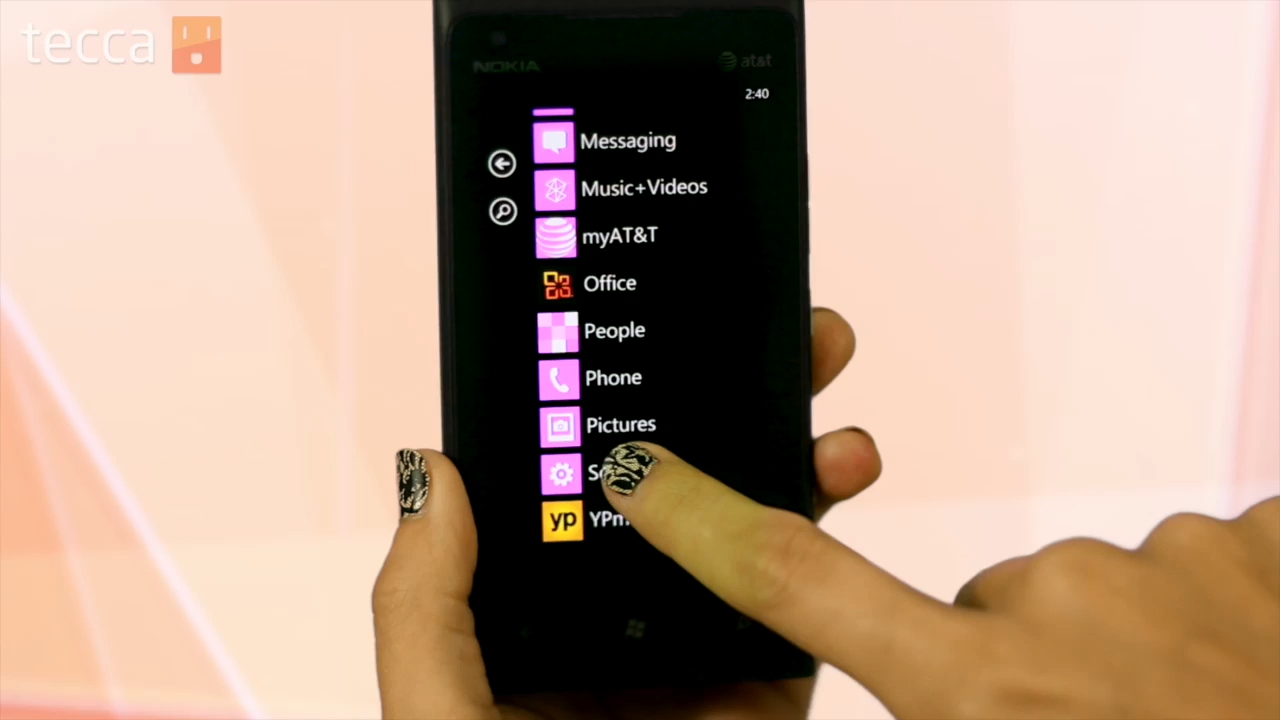 tecca
NOKIA
at&t
2:40
Messaging
Music+Videos
myAT&T
Office
People
Phone
Pictures
yp